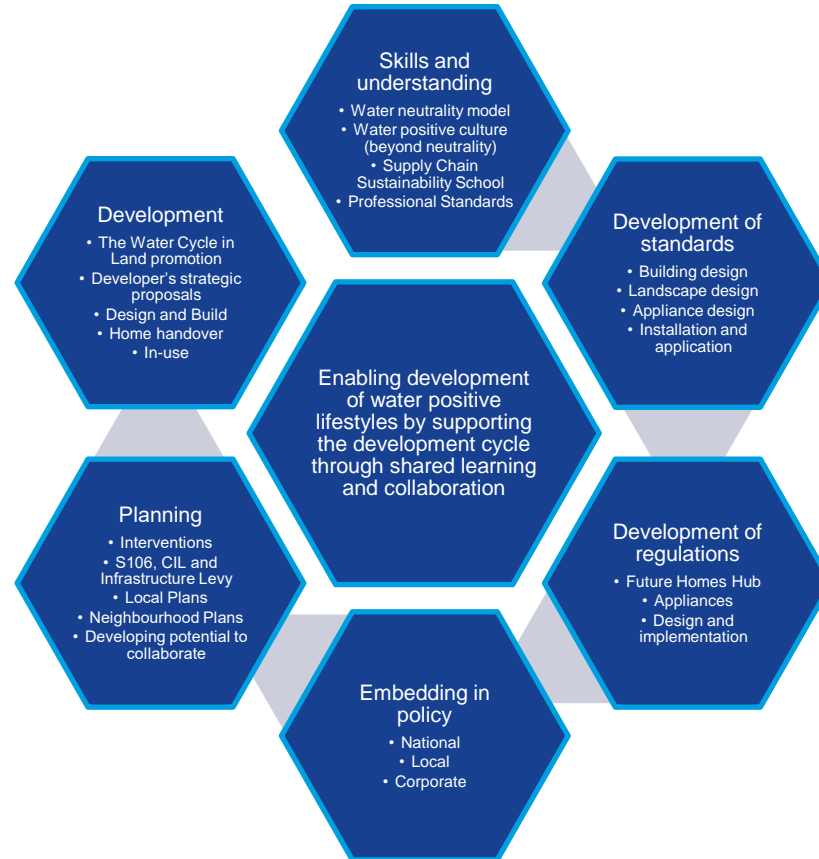 Skills and
understanding
• Water neutrality model
• Water positive culture
(beyond neutrality)
• Supply Chain
Sustainability School
• Professional Standards
Development of
standards
• Building design
• Landscape design
• Appliance design
• Installation and
application
Development of
regulations
• Future Homes Hub
• Appliances
• Design and
implementation
Embedding in
policy
• National
• Local
• Corporate
Planning
• Interventions
• S106, CIL and
Infrastructure Levy
• Local Plans
• Neighbourhood Plans
• Developing potential to
collaborate
Development
• The Water Cycle in
Land promotion
• Developer's strategic
proposals
• Design and Build
• Home handover
• In-use
Enabling development
of water positive
lifestyles by supporting
the development cycle
through shared learning
and collaboration